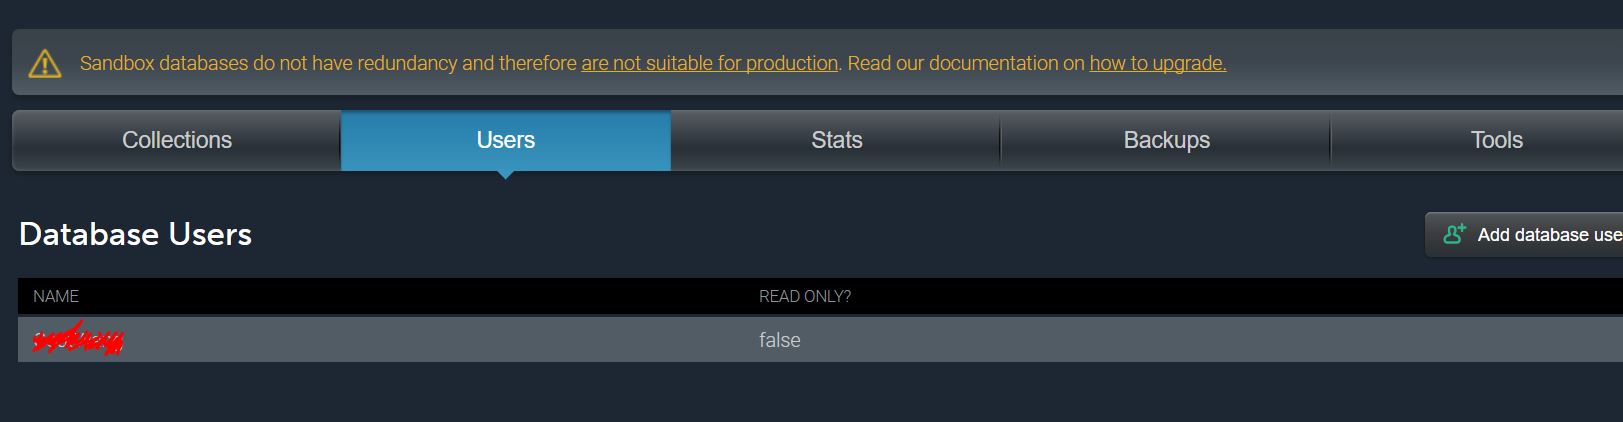 Sandbox databases do not have redundancy and therefore are not suitable for production. Read our documentation on how to upgrade.
Collections Users Stats Backups Tools
Database Users
Add database use
NAME READ ONLY?
false